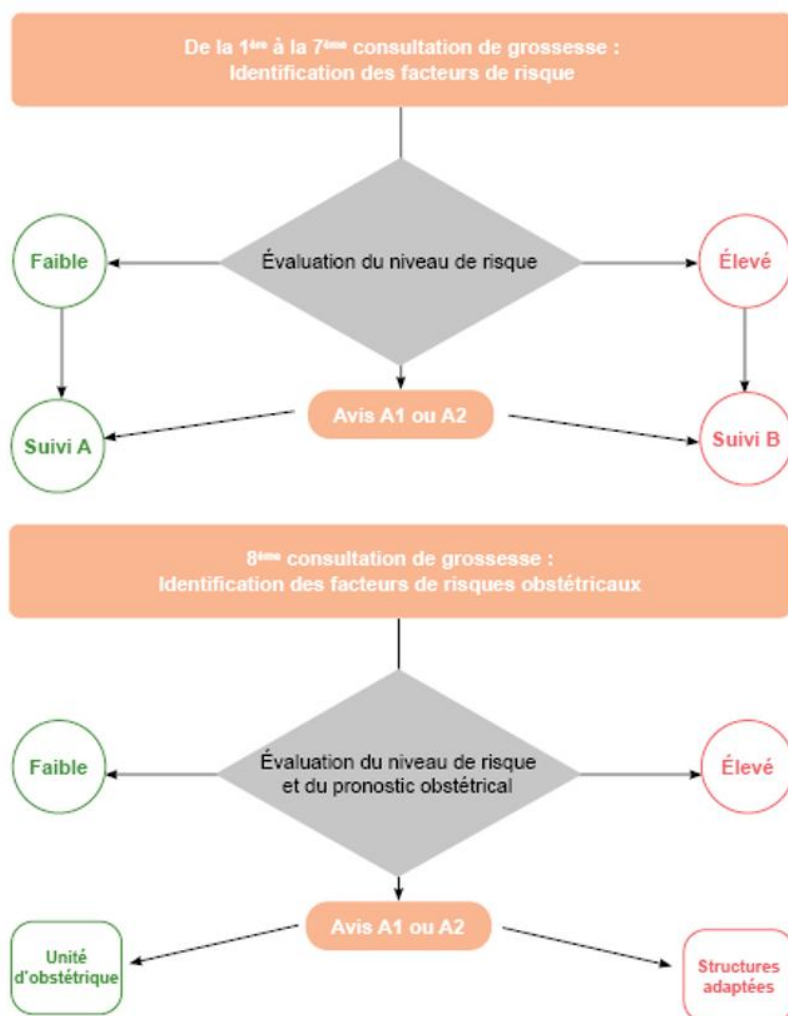 De la 1ère à la 7ème consultation de grossesse :
Identification des facteurs de risque
Faible
Évaluation du niveau de risque
Élevé
Suivi A
Avis A1 ou A2
Suivi B
8ème consultation de grossesse :
Identification des facteurs de risques obstétricaux
Faible
Évaluation du niveau de risque
et du pronostic obstétrical
Élevé
Avis A1 ou A2
Unité
d'obstétrique
Structures
adaptées